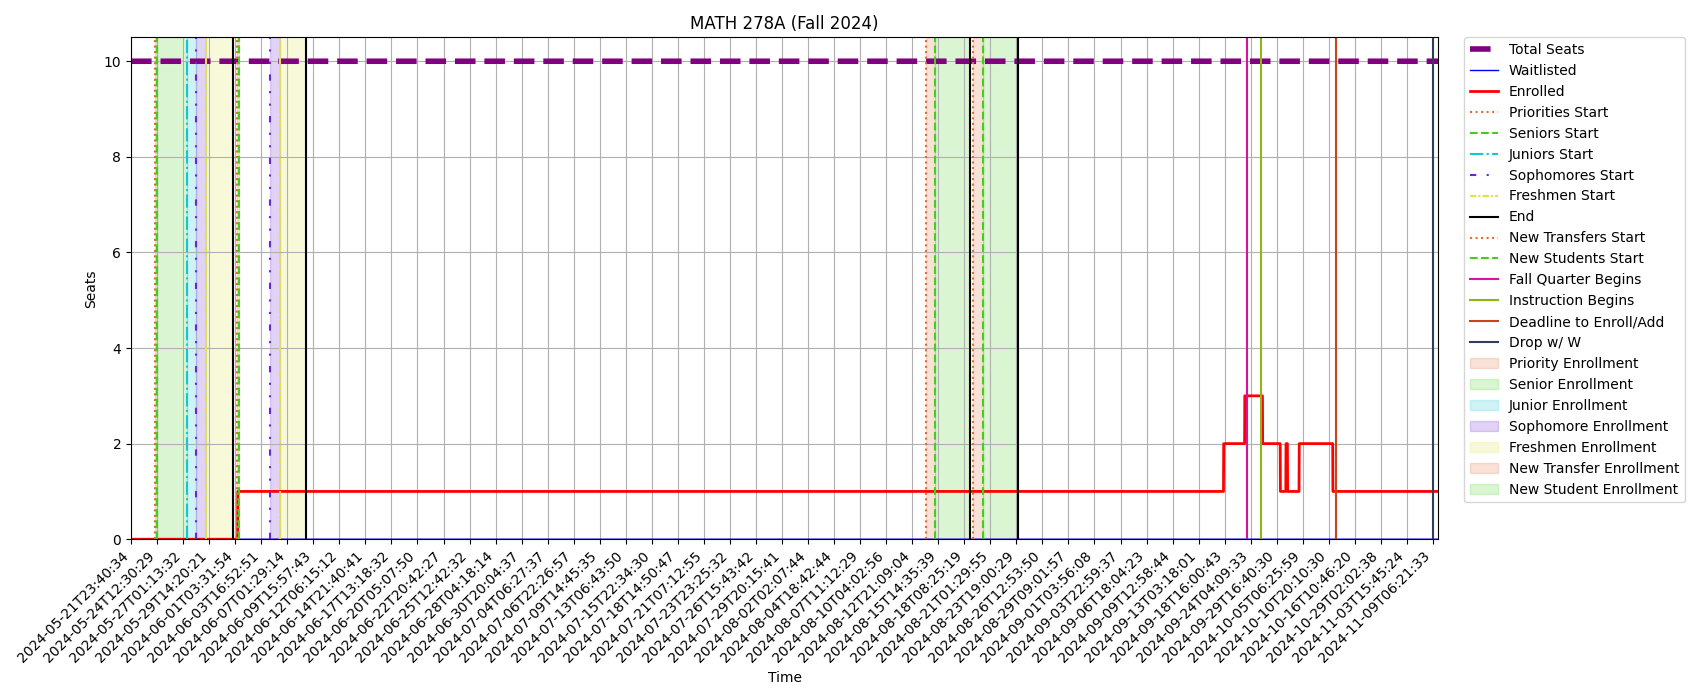 MATH 278A (Fall 2024)
Seats
10
8
6
4
2
0
2024-05-21T23:40:34
2024-05-24T12:30:29
2024-05-27T01:13:32
2024-05-29T14:20:21
2024-06-01T03:31:54
2024-06-03T16:52:51
2024-06-07T01:29:14
2024-06-09T15:57:43
2024-06-12T06:15:12
2024-06-14T21:40:41
2024-06-17T13:18:32
2024-06-20T05:07:50
2024-06-22T20:42:27
2024-06-25T12:42:32
2024-06-28T04:18:14
2024-06-30T20:04:37
2024-07-04T06:27:37
2024-07-06T22:26:57
2024-07-09T14:45:35
2024-07-13T06:43:50
2024-07-15T22:34:30
2024-07-18T14:50:47
2024-07-21T07:12:55
2024-07-23T23:25:32
2024-07-26T15:43:42
2024-07-29T20:15:41
2024-08-02T02:07:44
2024-08-04T18:42:44
2024-08-07T11:12:29
2024-08-10T04:02:56
2024-08-12T21:09:04
2024-08-15T14:35:39
2024-08-18T08:25:19
2024-08-21T01:29:55
2024-08-23T19:00:29
2024-08-26T12:53:50
2024-08-29T09:01:57
2024-09-01T03:56:08
2024-09-03T22:59:37
2024-09-06T18:04:23
2024-09-09T12:58:44
2024-09-13T03:18:01
2024-09-18T16:00:43
2024-09-24T04:09:33
2024-09-29T16:40:30
2024-10-05T06:25:59
2024-10-10T20:10:30
2024-10-16T10:46:20
2024-10-29T02:02:38
2024-11-03T15:45:24
2024-11-09T06:21:33
Time
Total Seats
Waitlisted
Enrolled
Priorities Start
Seniors Start
Juniors Start
Sophomores Start
Freshmen Start
End
New Transfers Start
New Students Start
Fall Quarter Begins
Instruction Begins
Deadline to Enroll/Add
Drop w/ W
Priority Enrollment
Senior Enrollment
Junior Enrollment
Sophomore Enrollment
Freshmen Enrollment
New Transfer Enrollment
New Student Enrollment